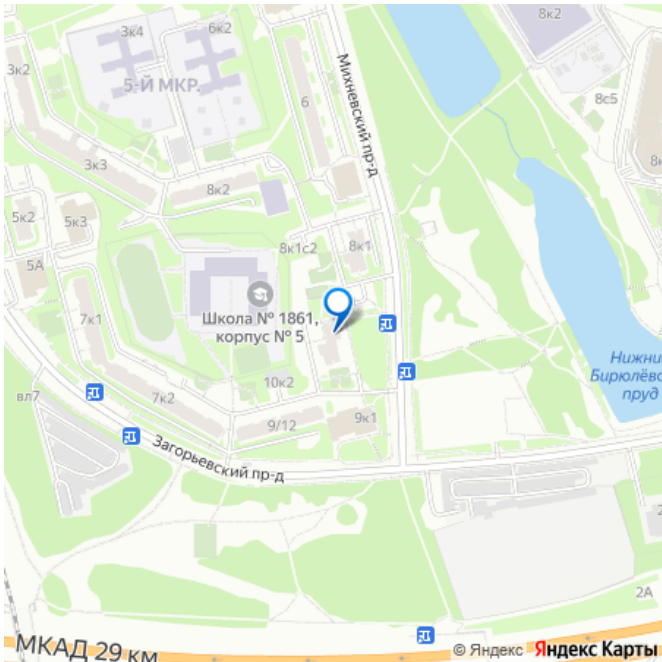 3к4
6к2
8к2
3к2
5-Й МКР.
6
Михневский пр-д
8с5
3к3
8к2
5к2
5к3
8к1с2
8к1
5А
7к1
Школа № 1861,
корпус № 5
Нижни
Бирюлёвс
пруд
10к2
вл7
7к2
9/12
9к1
Загорьевский пр-д
2А
МКАД 29 км
© Яндекс Яндекс Карты